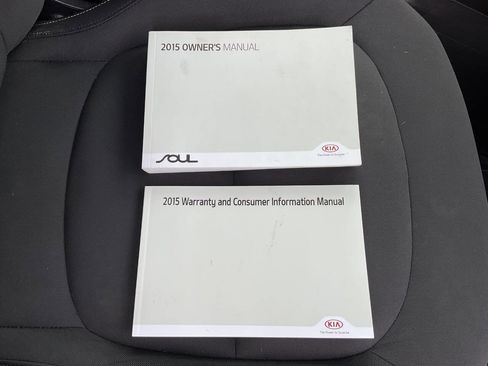 2015 OWNER'S MANUAL
SOUL
KIA
The Power to Surprise
2015 Warranty and Consumer Information Manual
KIA
The Power to Surprise